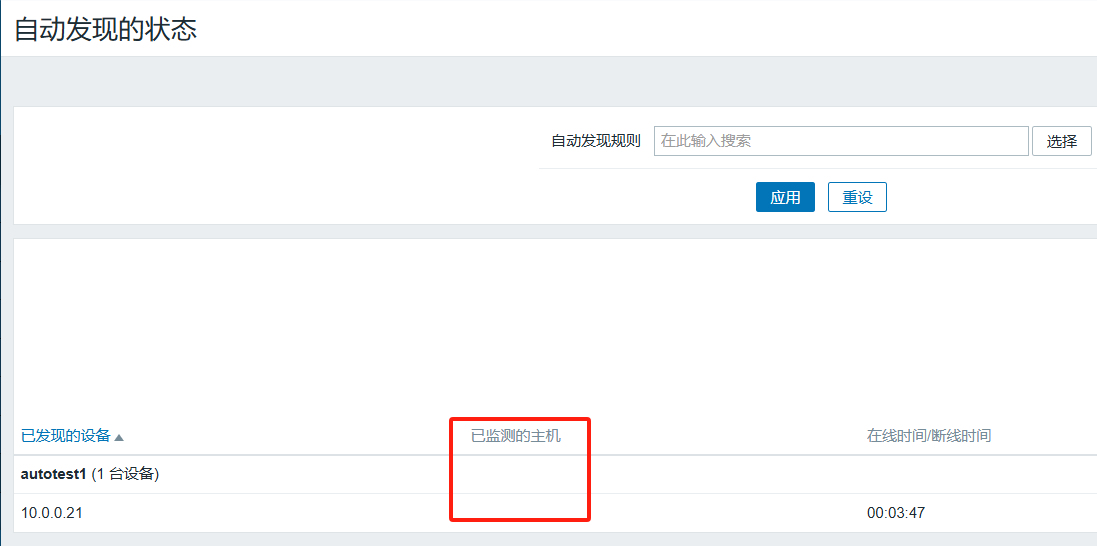 自动发现的状态
自动发现规则 在此输入搜索 选择
应用 重设
已发现的设备 已监测的主机 在线时间/断线时间
autotest1 (1 台设备)
10.0.0.21 00:03:47